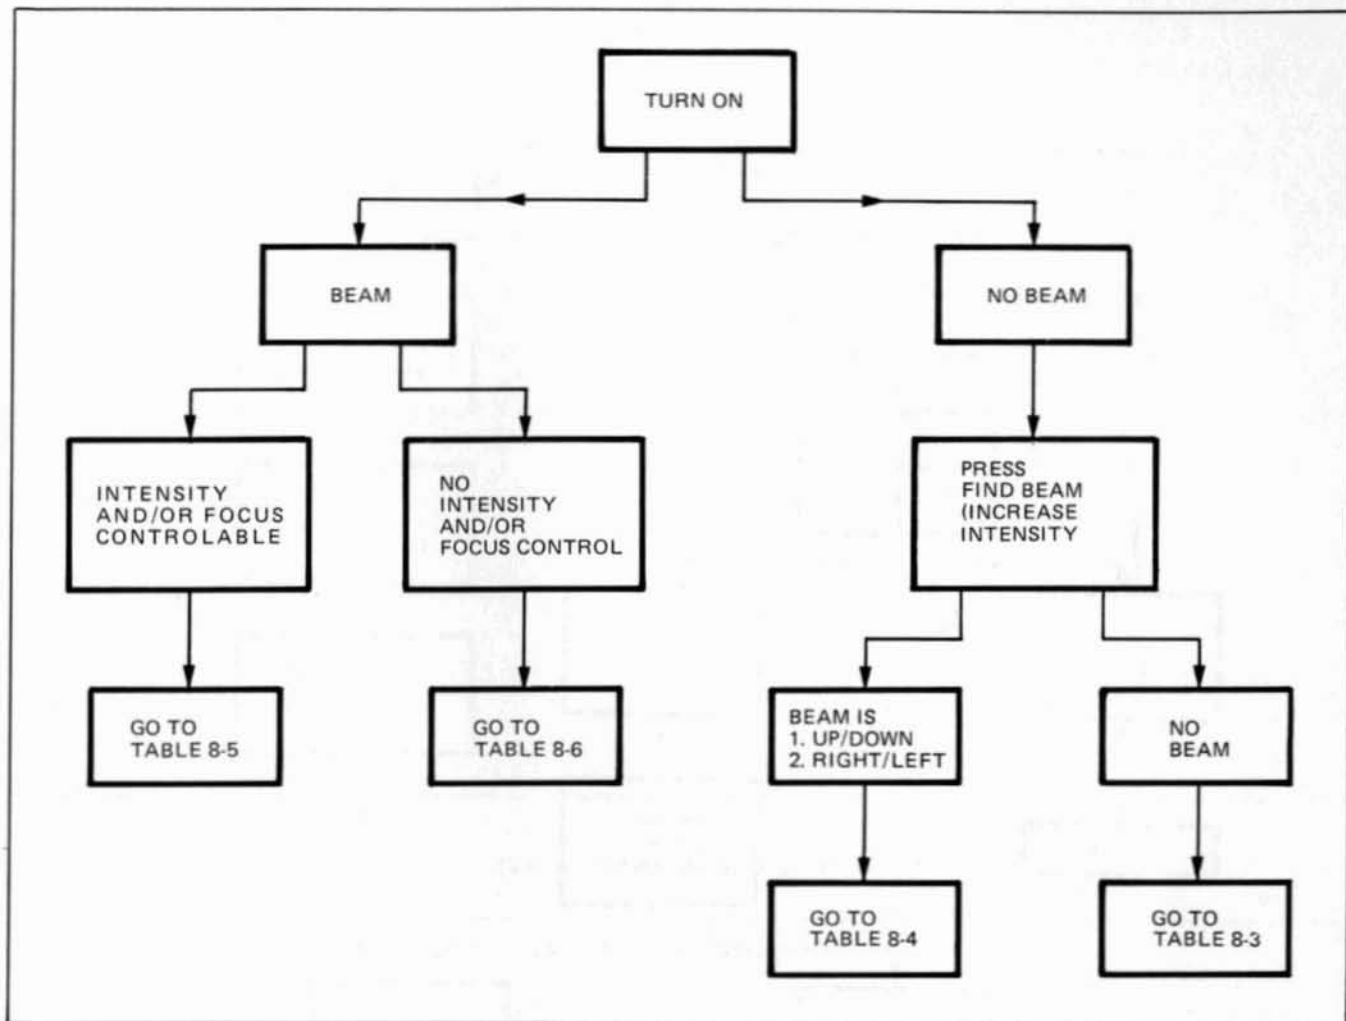 TURN ON
BEAM
NO BEAM
INTENSITY
AND/OR FOCUS
CONTROLABLE
NO
INTENSITY
AND/OR
FOCUS CONTROL
PRESS
FIND BEAM
(INCREASE
INTENSITY
GO TO
TABLE 8-5
GO TO
TABLE 8-6
BEAM IS
1. UP/DOWN
2. RIGHT/LEFT
NO
BEAM
GO TO
TABLE 8-4
GO TO
TABLE 8-3